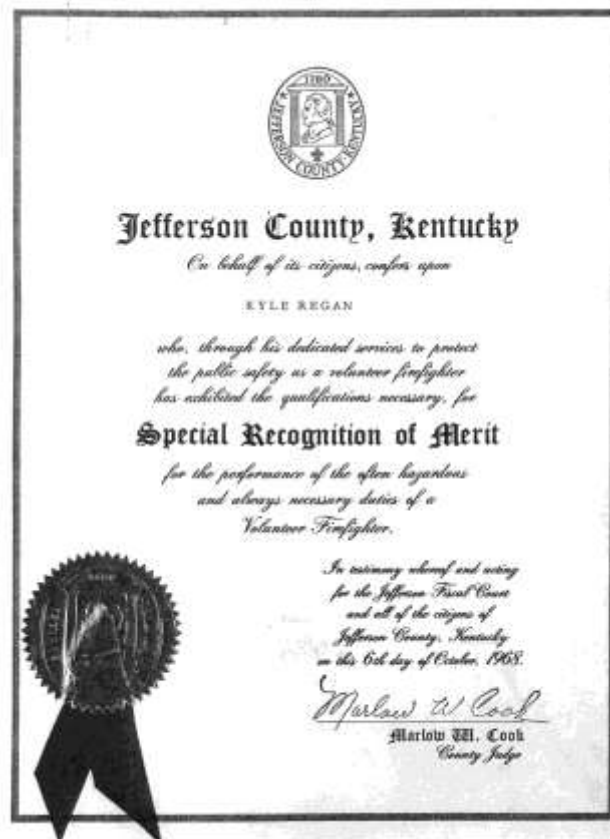 1780
JEFFERSON COUNTY KENTUCKY
Jefferson County, Kentucky
On behalf of its citizens, confers upon
KYLE REGAN
who, through his dedicated services to protect
the public safety as a volunteer firefighter
has exhibited the qualifications necessary, for
Special Recognition of Merit
for the performance of the often hazardous
and always necessary duties of a
Volunteer Firefighter.
In testimony whereof and acting
for the Jefferson Fiscal Court
and all of the citizens of
Jefferson County, Kentucky
on this 6th day of October, 1968.
Marlow W Cook
Marlow W. Cook
County Judge